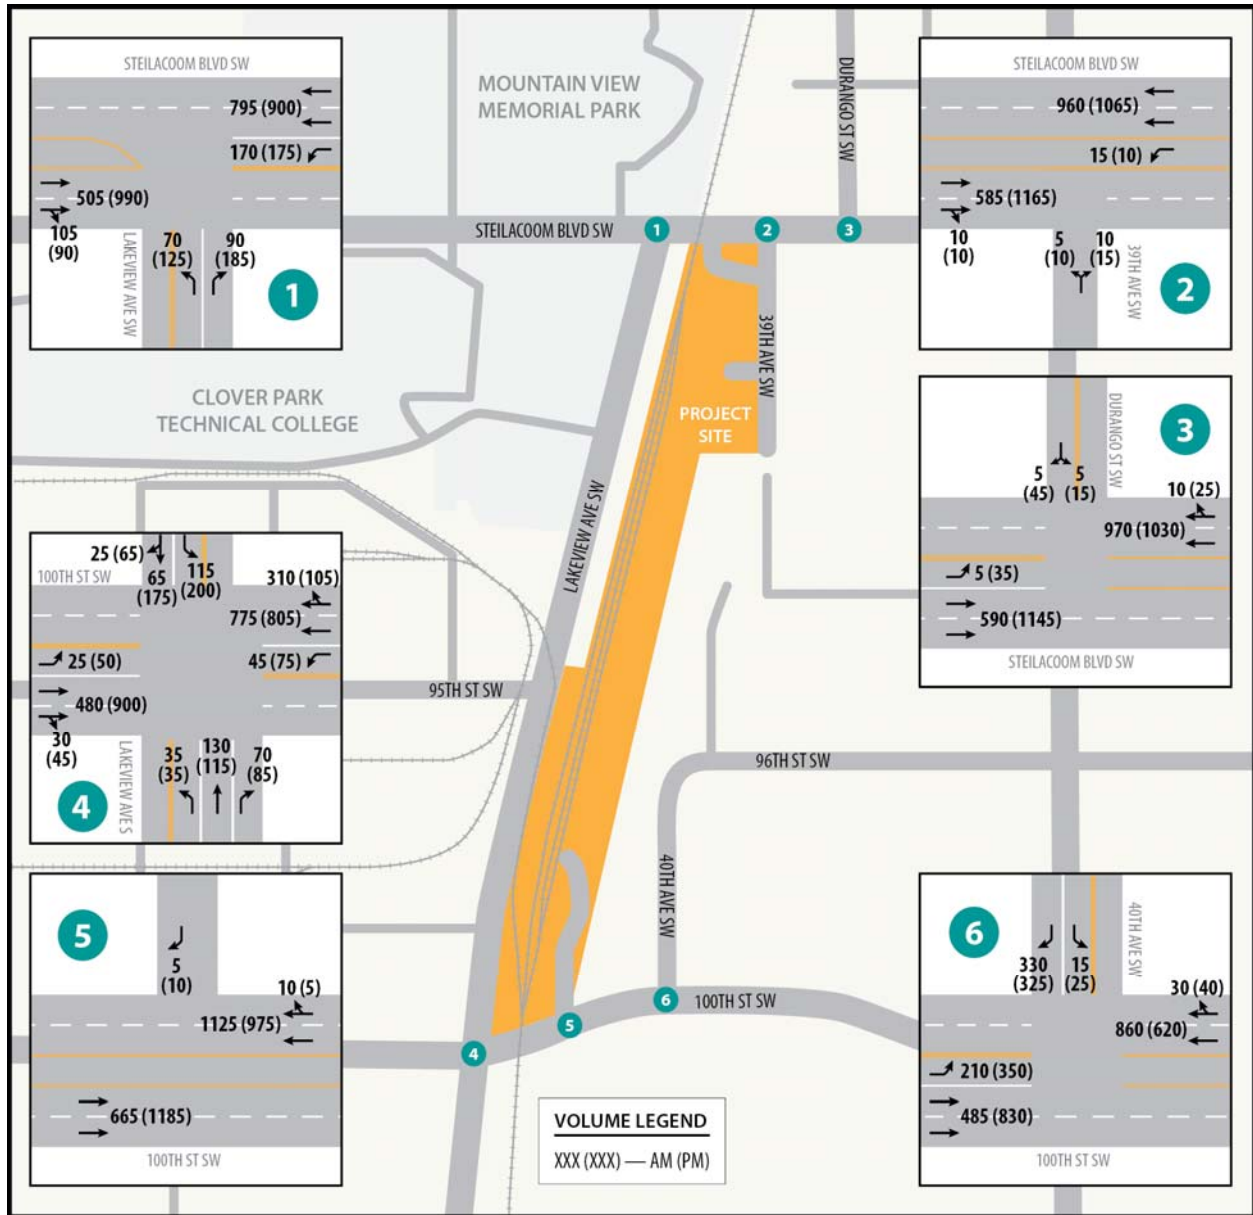 STEILACOOM BLVD SW
795 (900)
170 (175)
505 (990)
105
(90)
LAKEVIEW AVE SW
70
(125)
90
(185)
1
MOUNTAIN VIEW
MEMORIAL PARK
DURANGO ST SW
STEILACOOM BLVD SW
1
2
3
STEILACOOM BLVD SW
960 (1065)
15 (10)
585 (1165)
10
(10)
5
(10)
10
(15)
39TH AVE SW
2
CLOVER PARK
TECHNICAL COLLEGE
39TH AVE SW
PROJECT
SITE
LAKEVIEW AVE SW
DURANGO ST SW
3
5
(45)
5
(15)
10 (25)
970 (1030)
5 (35)
590 (1145)
STEILACOOM BLVD SW
25 (65)
100TH ST SW
65
(175)
115
(200)
310 (105)
775 (805)
25 (50)
45 (75)
480 (900)
30
(45)
LAKEVIEW AVE S
35
(35)
130
(115)
70
(85)
4
95TH ST SW
96TH ST SW
40TH AVE SW
100TH ST SW
4
5
6
5
5
(10)
10 (5)
1125 (975)
665 (1185)
100TH ST SW
VOLUME LEGEND
XXX (XXX) — AM (PM)
6
40TH AVE SW
330
(325)
15
(25)
30 (40)
860 (620)
210 (350)
485 (830)
100TH ST SW